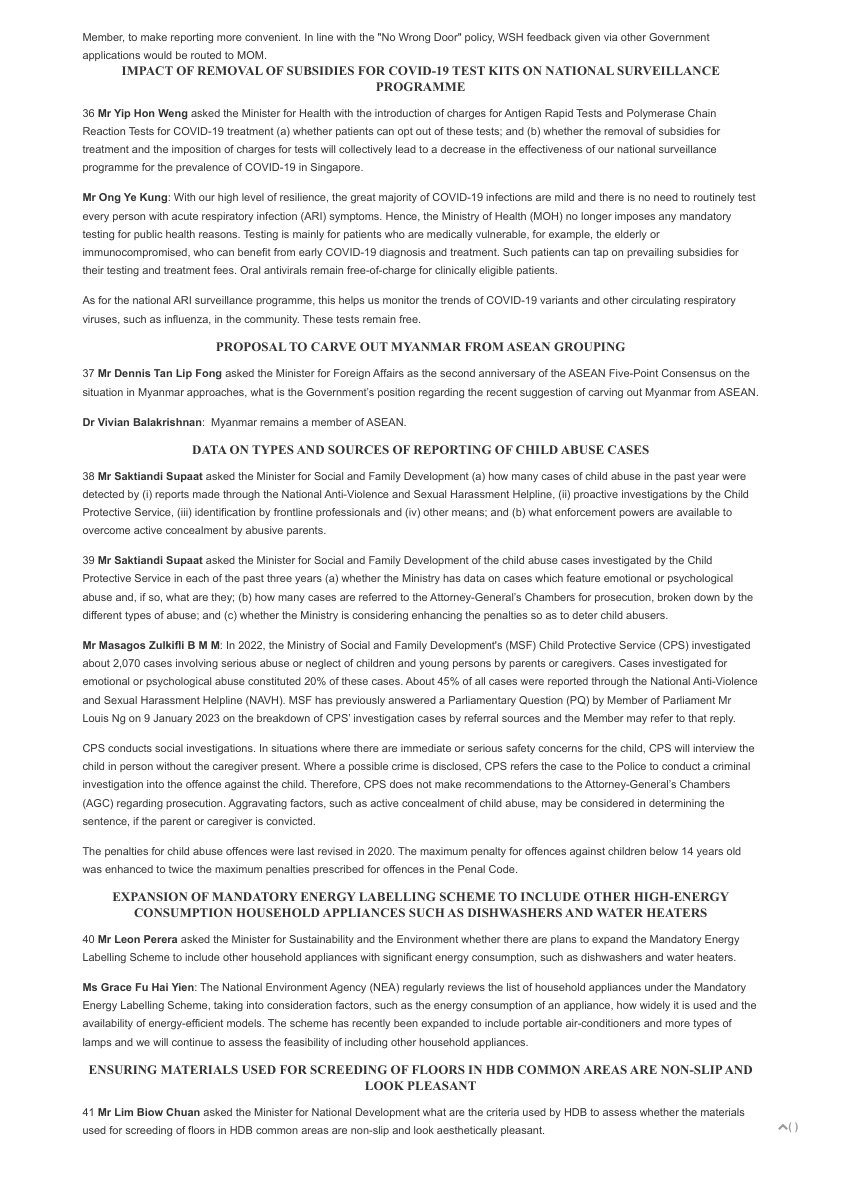 Member, to make reporting more convenient. In line with the "No Wrong Door" policy, WSH feedback given via other Government
applications would be routed to MOM.
IMPACT OF REMOVAL OF SUBSIDIES FOR COVID-19 TEST KITS ON NATIONAL SURVEILLANCE
PROGRAMME
36 Mr Yip Hon Weng asked the Minister for Health with the introduction of charges for Antigen Rapid Tests and Polymerase Chain
Reaction Tests for COVID-19 treatment (a) whether patients can opt out of these tests; and (b) whether the removal of subsidies for
treatment and the imposition of charges for tests will collectively lead to a decrease in the effectiveness of our national surveillance
programme for the prevalence of COVID-19 in Singapore.
Mr Ong Ye Kung: With our high level of resilience, the great majority of COVID-19 infections are mild and there is no need to routinely test
every person with acute respiratory infection (ARI) symptoms. Hence, the Ministry of Health (MOH) no longer imposes any mandatory
testing for public health reasons. Testing is mainly for patients who are medically vulnerable, for example, the elderly or
immunocompromised, who can benefit from early COVID-19 diagnosis and treatment. Such patients can tap on prevailing subsidies for
their testing and treatment fees. Oral antivirals remain free-of-charge for clinically eligible patients.
As for the national ARI surveillance programme, this helps us monitor the trends of COVID-19 variants and other circulating respiratory
viruses, such as influenza, in the community. These tests remain free.
PROPOSAL TO CARVE OUT MYANMAR FROM ASEAN GROUPING
37 Mr Dennis Tan Lip Fong asked the Minister for Foreign Affairs as the second anniversary of the ASEAN Five-Point Consensus on the
situation in Myanmar approaches, what is the Government's position regarding the recent suggestion of carving out Myanmar from ASEAN.
Dr Vivian Balakrishnan: Myanmar remains a member of ASEAN.
DATA ON TYPES AND SOURCES OF REPORTING OF CHILD ABUSE CASES
38 Mr Saktiandi Supaat asked the Minister for Social and Family Development (a) how many cases of child abuse in the past year were
detected by (i) reports made through the National Anti-Violence and Sexual Harassment Helpline, (ii) proactive investigations by the Child
Protective Service, (iii) identification by frontline professionals and (iv) other means; and (b) what enforcement powers are available to
overcome active concealment by abusive parents.
39 Mr Saktiandi Supaat asked the Minister for Social and Family Development of the child abuse cases investigated by the Child
Protective Service in each of the past three years (a) whether the Ministry has data on cases which feature emotional or psychological
abuse and, if so, what are they; (b) how many cases are referred to the Attorney-General's Chambers for prosecution, broken down by the
different types of abuse; and (c) whether the Ministry is considering enhancing the penalties so as to deter child abusers.
Mr Masagos Zulkifli B M M: In 2022, the Ministry of Social and Family Development's (MSF) Child Protective Service (CPS) investigated
about 2,070 cases involving serious abuse or neglect of children and young persons by parents or caregivers. Cases investigated for
emotional or psychological abuse constituted 20% of these cases. About 45% of all cases were reported through the National Anti-Violence
and Sexual Harassment Helpline (NAVH). MSF has previously answered a Parliamentary Question (PQ) by Member of Parliament Mr
Louis Ng on 9 January 2023 on the breakdown of CPS' investigation cases by referral sources and the Member may refer to that reply.
CPS conducts social investigations. In situations where there are immediate or serious safety concerns for the child, CPS will interview the
child in person without the caregiver present. Where a possible crime is disclosed, CPS refers the case to the Police to conduct a criminal
investigation into the offence against the child. Therefore, CPS does not make recommendations to the Attorney-General's Chambers
(AGC) regarding prosecution. Aggravating factors, such as active concealment of child abuse, may be considered in determining the
sentence, if the parent or caregiver is convicted.
The penalties for child abuse offences were last revised in 2020. The maximum penalty for offences against children below 14 years old
was enhanced to twice the maximum penalties prescribed for offences in the Penal Code.
EXPANSION OF MANDATORY ENERGY LABELLING SCHEME TO INCLUDE OTHER HIGH-ENERGY
CONSUMPTION HOUSEHOLD APPLIANCES SUCH AS DISHWASHERS AND WATER HEATERS
40 Mr Leon Perera asked the Minister for Sustainability and the Environment whether there are plans to expand the Mandatory Energy
Labelling Scheme to include other household appliances with significant energy consumption, such as dishwashers and water heaters.
Ms Grace Fu Hai Yien: The National Environment Agency (NEA) regularly reviews the list of household appliances under the Mandatory
Energy Labelling Scheme, taking into consideration factors, such as the energy consumption of an appliance, how widely it is used and the
availability of energy-efficient models. The scheme has recently been expanded to include portable air-conditioners and more types of
lamps and we will continue to assess the feasibility of including other household appliances.
ENSURING MATERIALS USED FOR SCREEDING OF FLOORS IN HDB COMMON AREAS ARE NON-SLIP AND
LOOK PLEASANT
41 Mr Lim Biow Chuan asked the Minister for National Development what are the criteria used by HDB to assess whether the materials
used for screeding of floors in HDB common areas are non-slip and look aesthetically pleasant.
( )